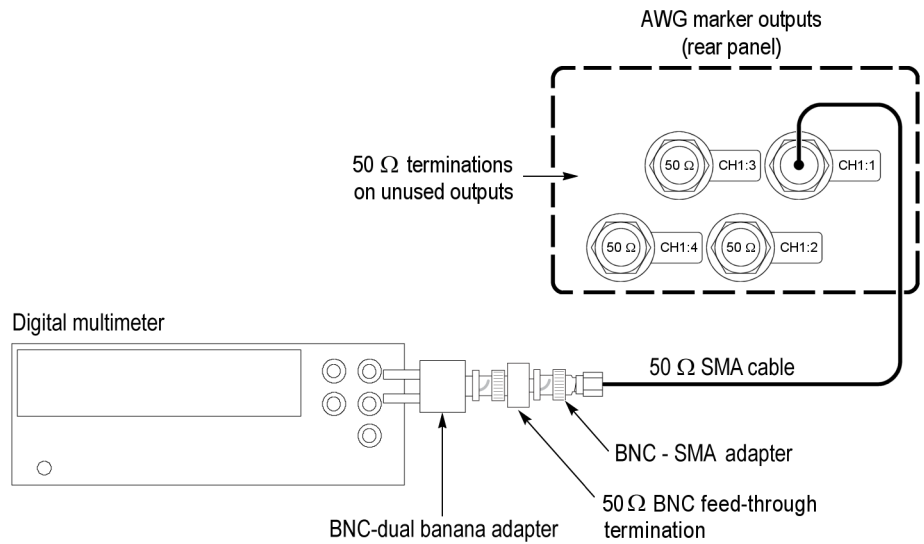 AWG marker outputs
(rear panel)
50 Ω terminations
on unused outputs
50 Ω
CH1:3
CH1:1
50 Ω
CH1:4
50 Ω
CH1:2
Digital multimeter
50 Ω SMA cable
BNC - SMA adapter
50 Ω BNC feed-through
termination
BNC-dual banana adapter